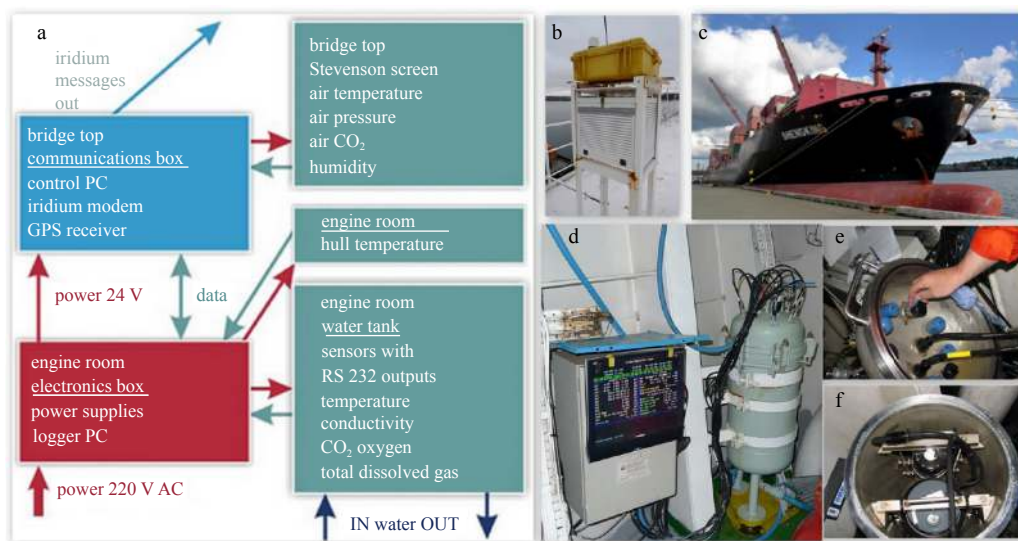 a
iridium
messages
out
bridge top
communications box
control PC
iridium modem
GPS receiver
bridge top
Stevenson screen
air temperature
air pressure
air CO₂
humidity
engine room
hull temperature
power 24 V
data
engine room
electronics box
power supplies
logger PC
engine room
water tank
sensors with
RS 232 outputs
temperature
conductivity
CO₂ oxygen
total dissolved gas
power 220 V AC
IN water OUT
b
c
SHENGKING
d
e
f